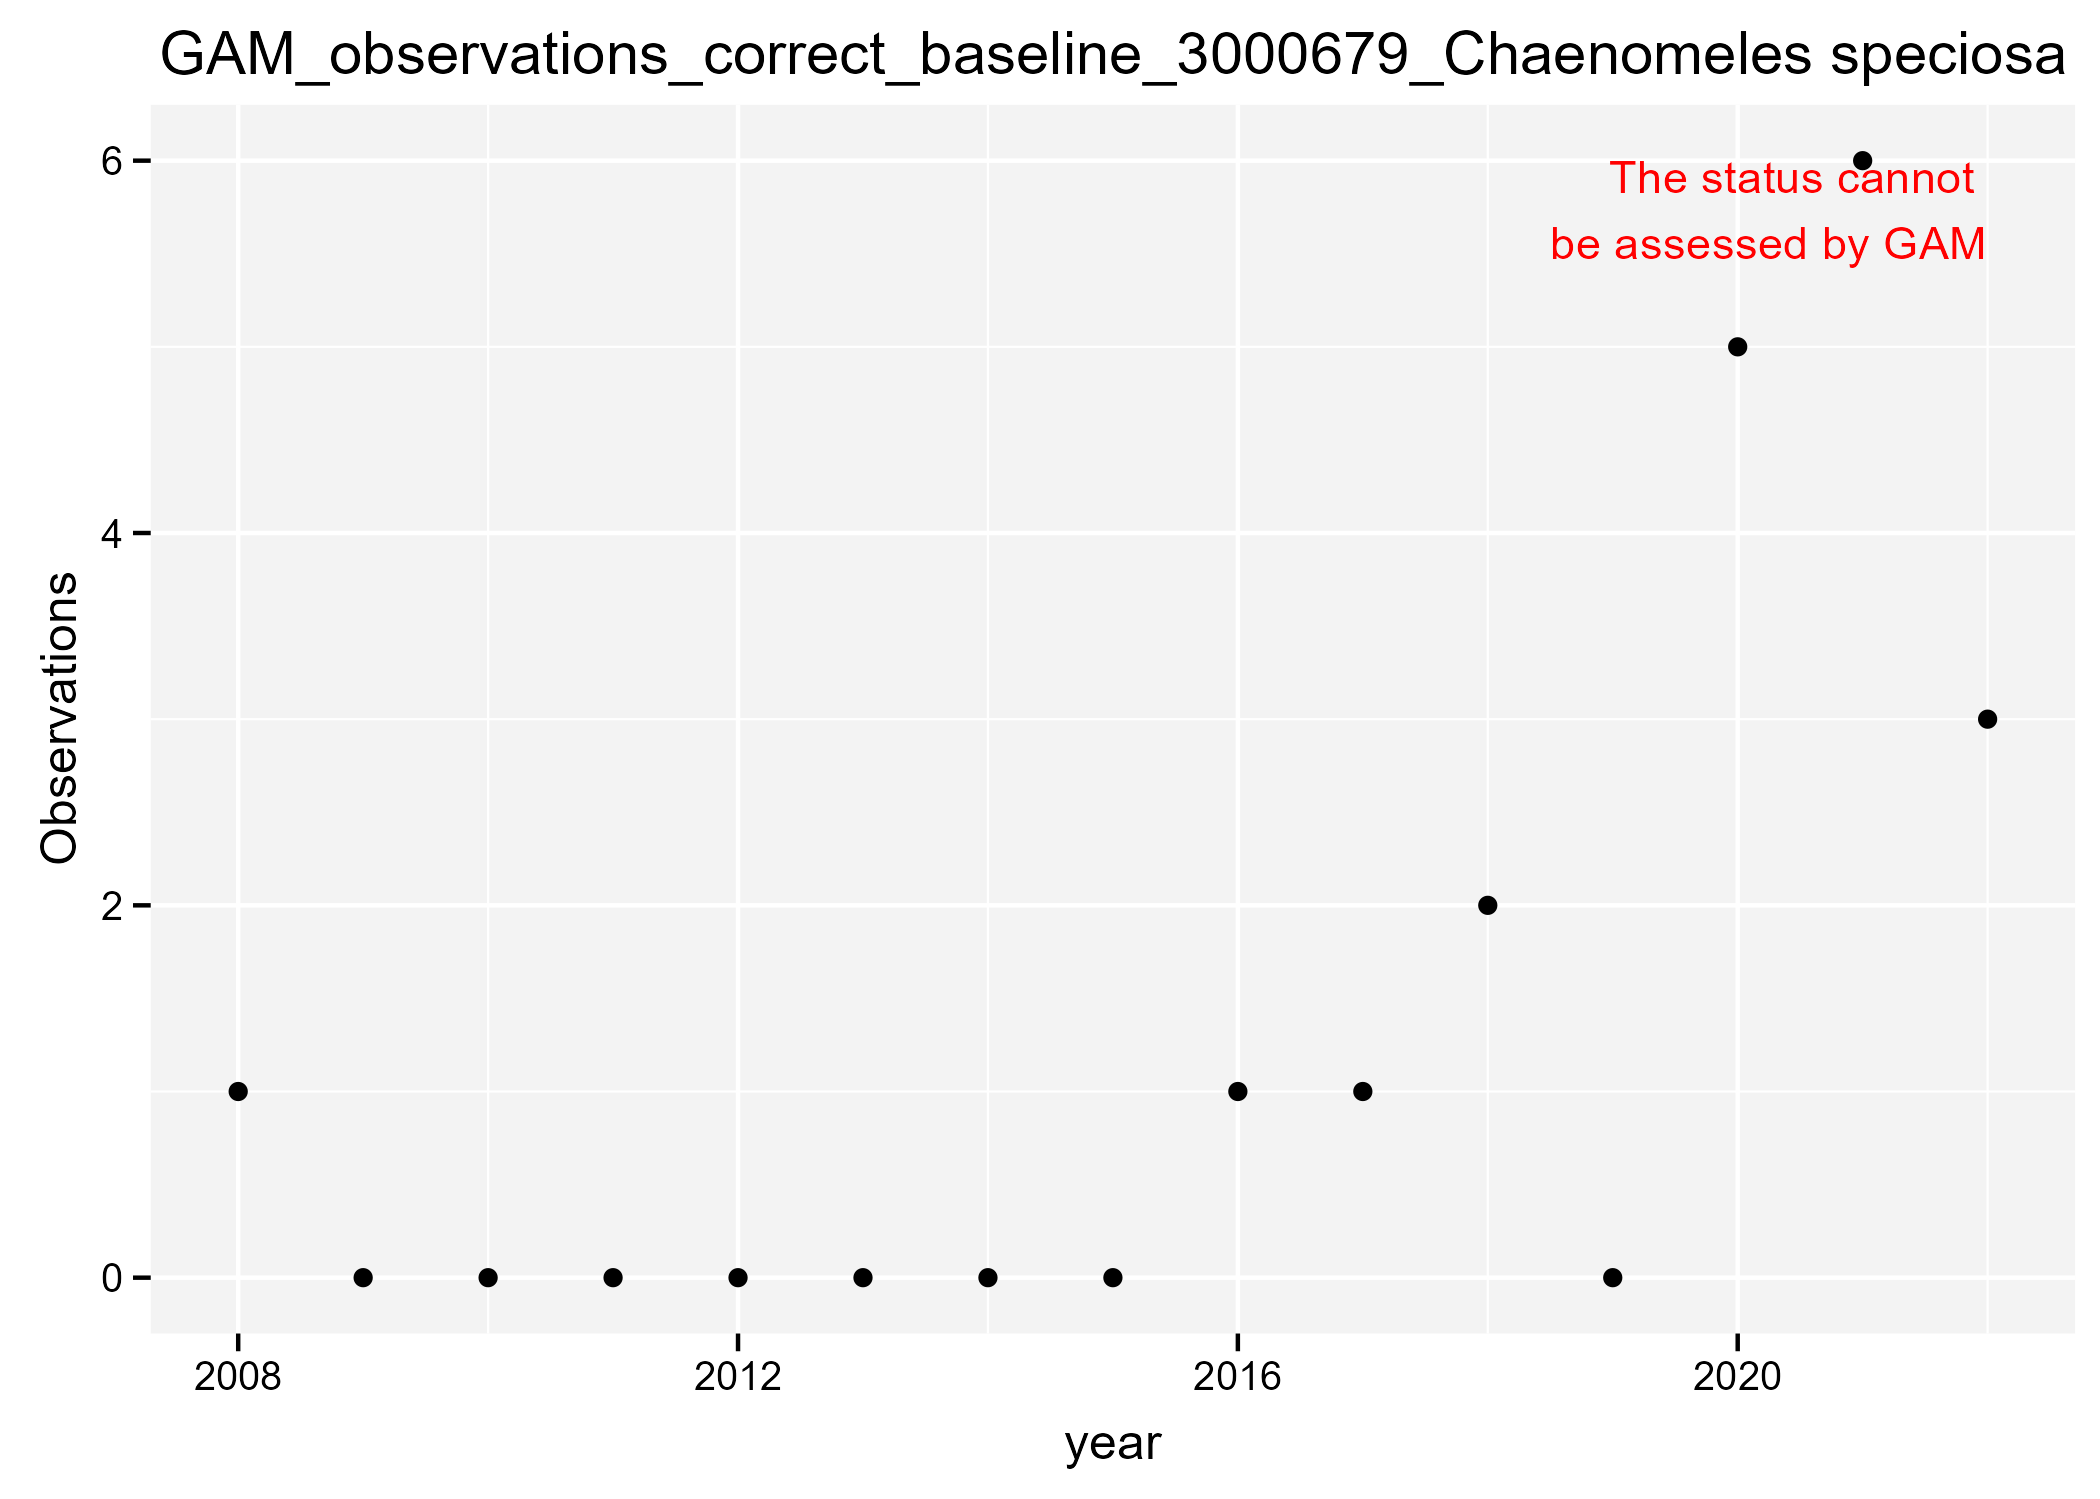 GAM_observations_correct_baseline_3000679_Chaenomeles speciosa
The status cannot
be assessed by GAM
6
4
2
0
Observations
2008
2012
2016
2020
year